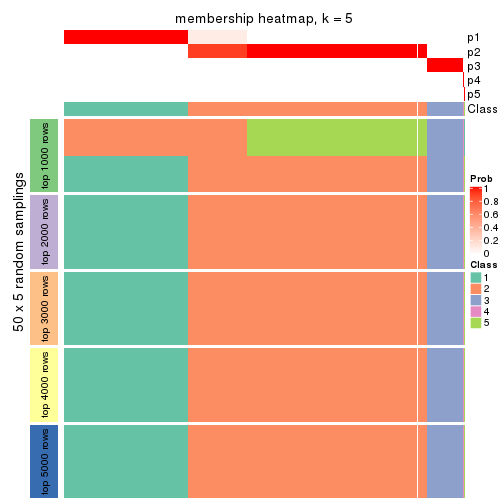 membership heatmap, k = 5
p1
p2
p3
p4
p5
Class
50 x 5 random samplings
top 1000 rows
top 2000 rows
top 3000 rows
top 4000 rows
top 5000 rows
Prob
1
0.8
0.6
0.4
0.2
0
Class
1
2
3
4
5